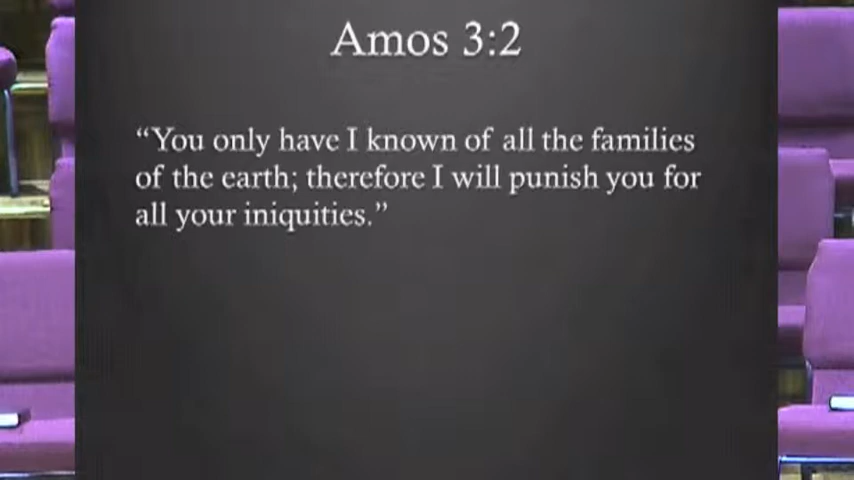 Amos 3:2
“You only have I known of all the families
of the earth; therefore I will punish you for
all your iniquities.”